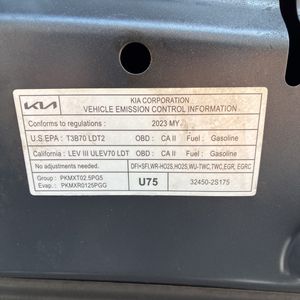 KIA KIA CORPORATION
VEHICLE EMISSION CONTROL INFORMATION
Conforms to regulations : 2023 MY
U.S.EPA : T3B70 LDT2 OBD : CA II Fuel : Gasoline
California : LEV III ULEV70 LDT OBD : CA II Fuel : Gasoline
No adjustments needed. DFI+SFI,WR-HO2S,HO2S,WU-TWC,TWC,EGR, EGRC
Group : PKMXT02.5PG5 U75 32450-2S175
Evap. : PKMXR0125PGG